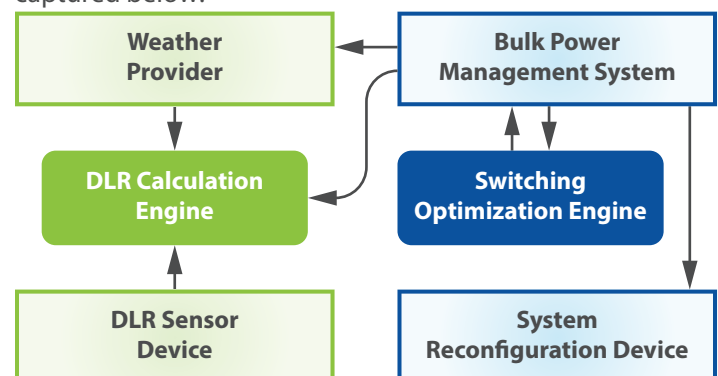 captured below.
Weather
Provider
Bulk Power
Management System
DLR Calculation
Engine
Switching
Optimization Engine
DLR Sensor
Device
System
Reconfiguration Device